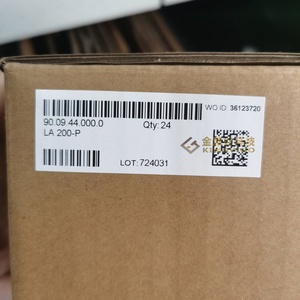 WO ID: 36123720
90.09.44.000.0 Qty: 24
LA 200-P
LOT: 724031